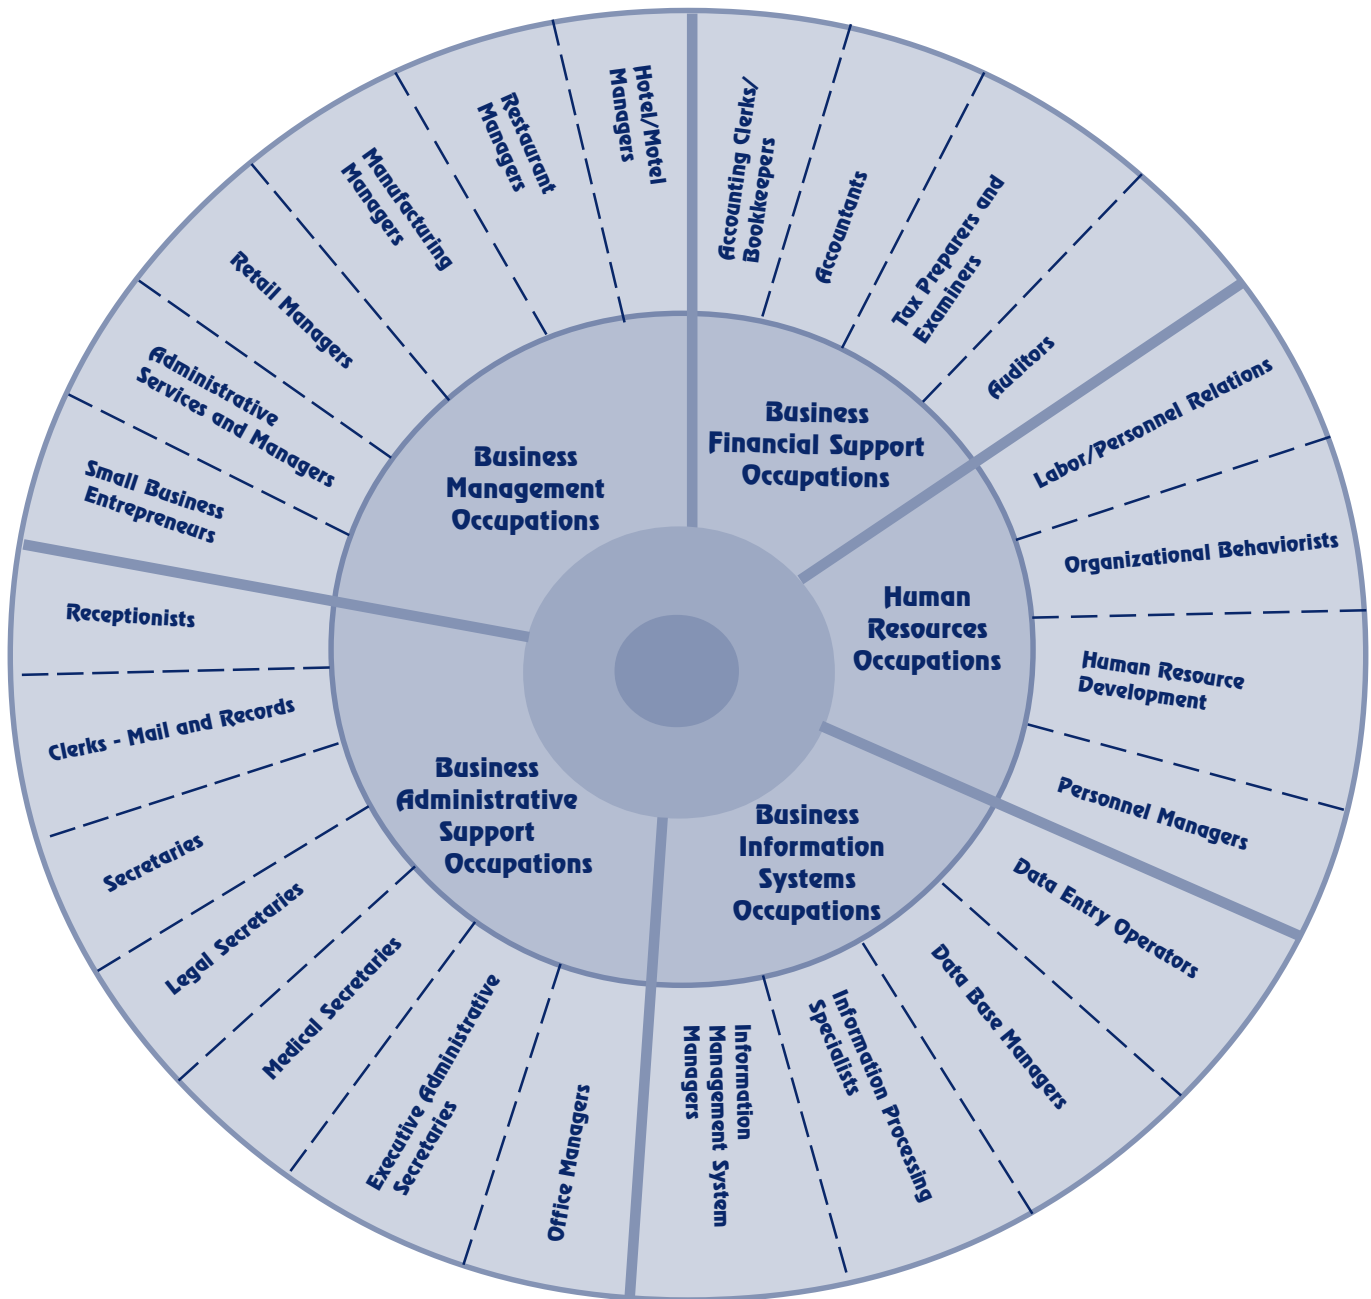 Hotel/Motel
Managers
Restaurant
Managers
Manufacturing
Managers
Retail Managers
Administrative
Services and Managers
Small Business
Entrepreneurs
Business
Management
Occupations
Accounting Clerks/
Bookkeepers
Accountants
Tax Preparers and
Examiners
Auditors
Business
Financial Support
Occupations
Labor/Personnel Relations
Organizational Behaviorists
Human Resource
Development
Personnel Managers
Human
Resources
Occupations
Data Entry Operators
Data Base Managers
Information Processing
Specialists
Information
Management System
Managers
Business
Information
Systems
Occupations
Receptionists
Clerks - Mail and Records
Secretaries
Legal Secretaries
Medical Secretaries
Executive Administrative
Secretaries
Office Managers
Business
Administrative
Support
Occupations